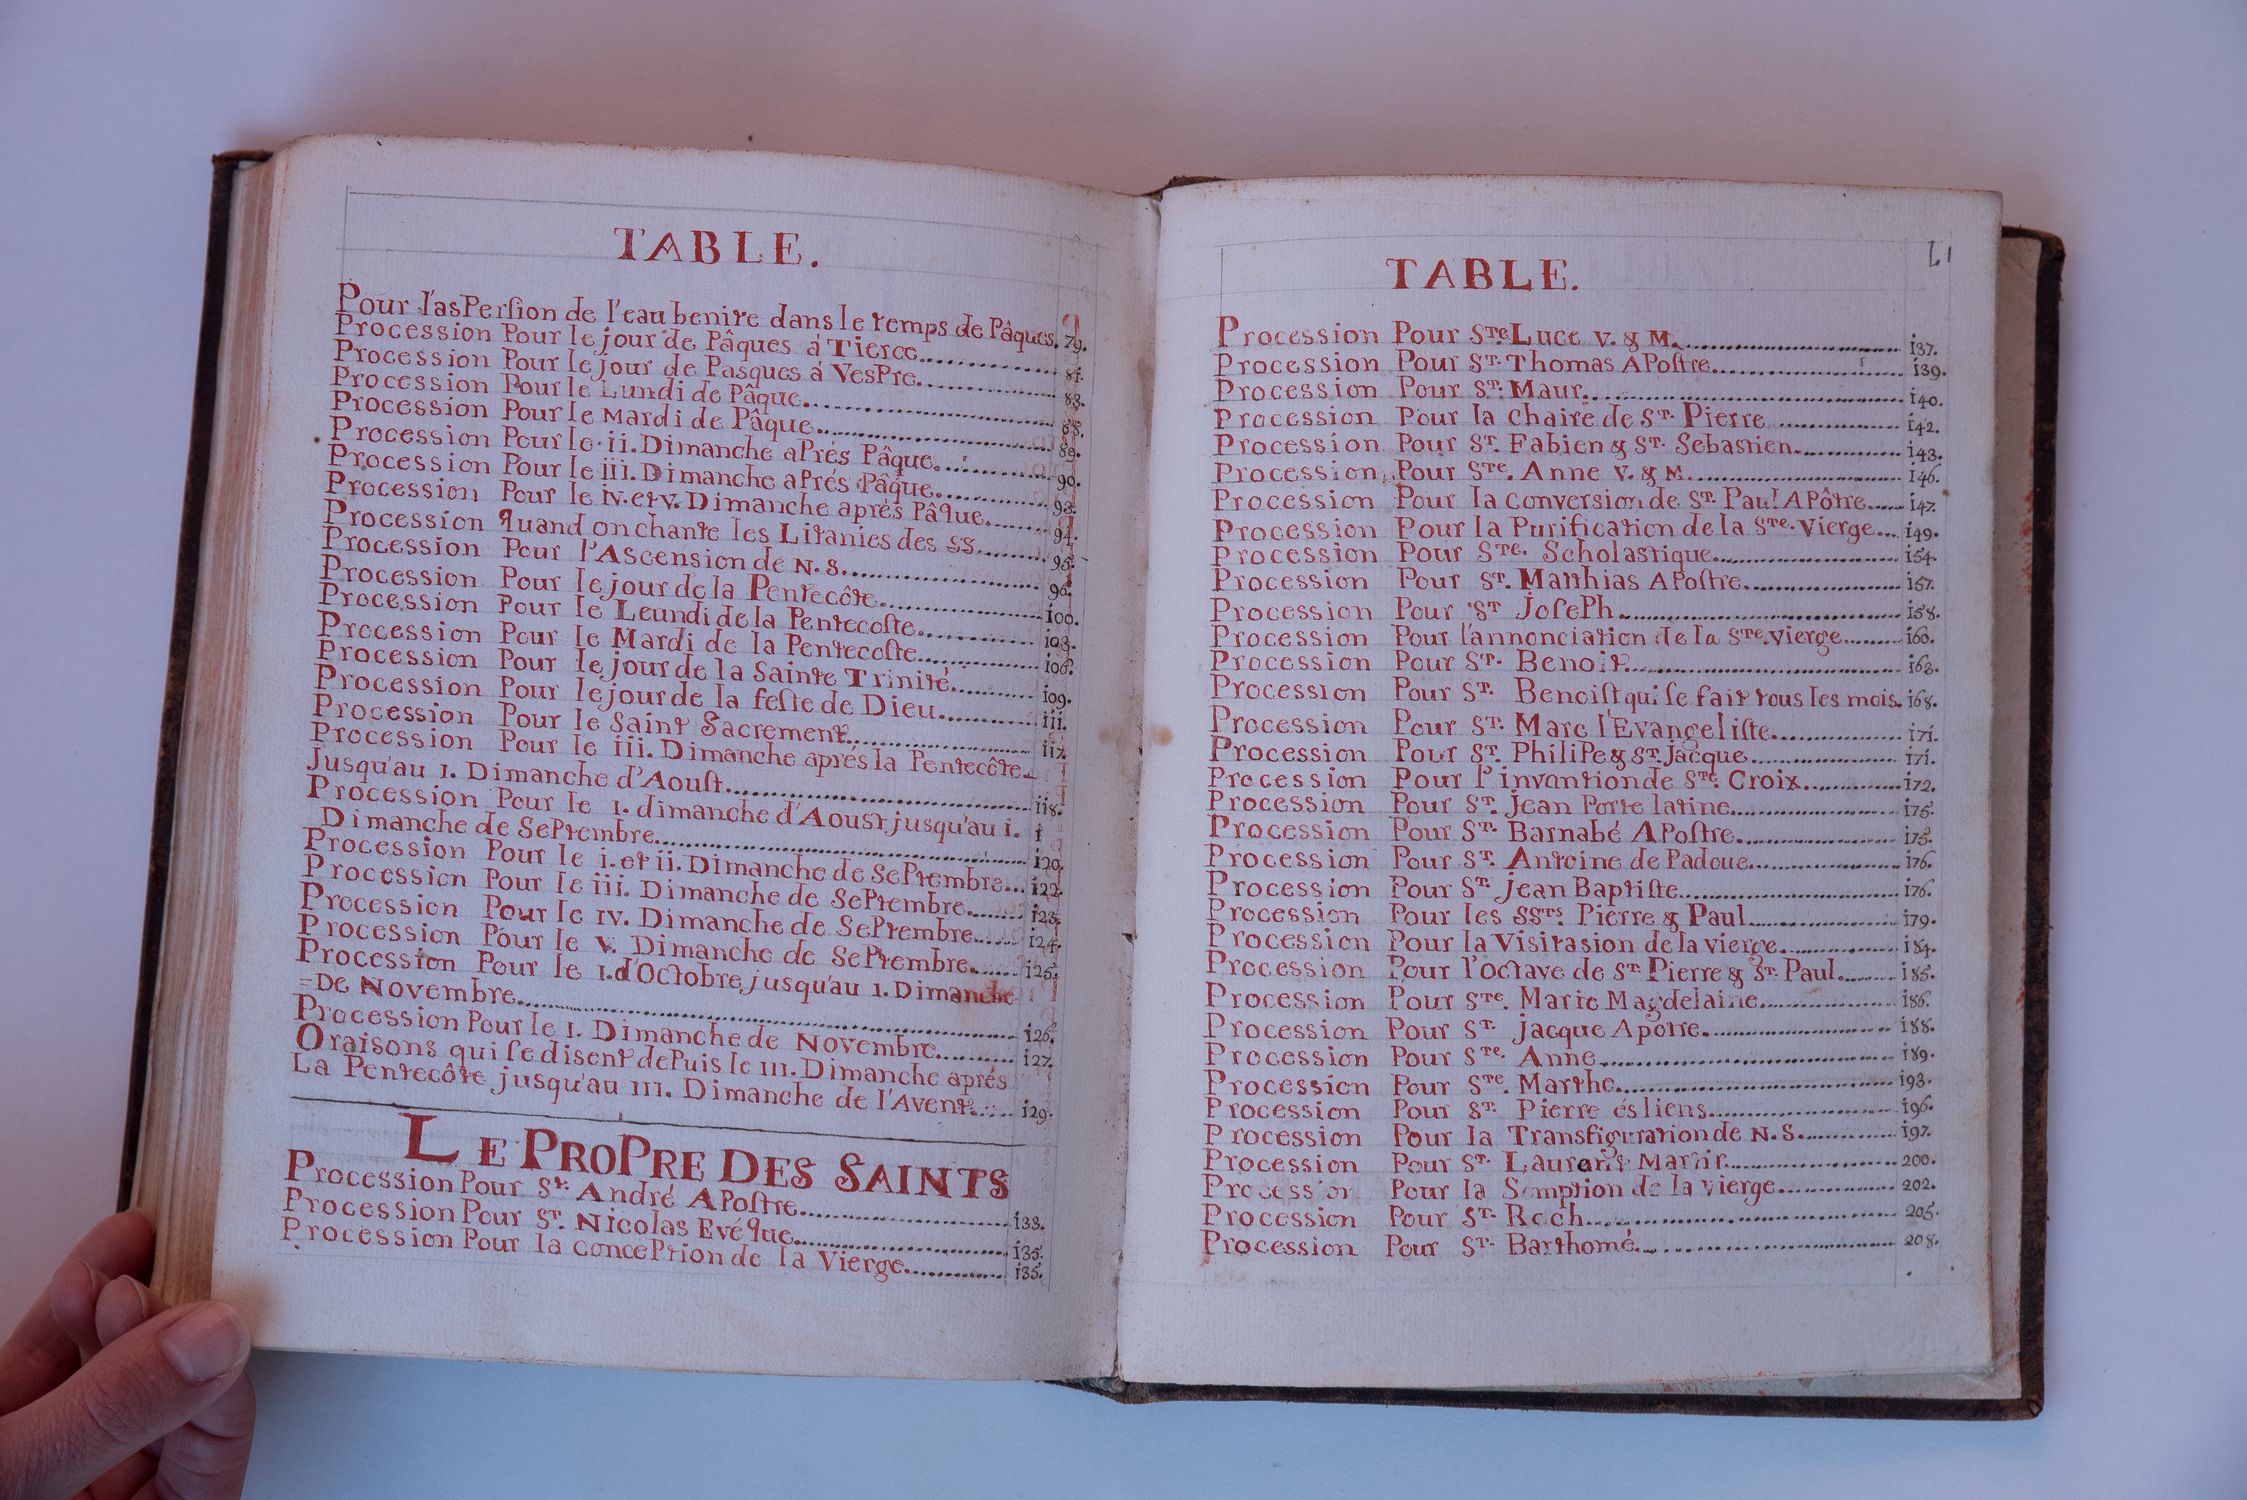 TABLE.
Pour l'asPersion de l'eau benite dans le temps de Pâques. 79.
Procession Pour le jour de Pâques á Tierce. 81.
Procession Pour le jour de Pasques á VesPre. 83.
Procession Pour le Lundi de Pâque. 88.
Procession Pour le Mardi de Pâque. 89.
Procession Pour le ii. Dimanche aPrés Pâque. 90.
Procession Pour le iii. Dimanche aPrés Pâque. 93.
Procession Pour le iv. et v. Dimanche aprés Pâque. 94.
Procession quand on chante les Litanies des SS. 95.
Procession Pour l'Ascension de N. S. 96.
Procession Pour le jour de la Pentecôte. 100.
Procession Pour le Leundi de la Pentecoste. 103.
Procession Pour le Mardi de la Pentecoste. 106.
Procession Pour le jour de la Sainte Trinité. 109.
Procession Pour le jour de la feste de Dieu. 111.
Procession Pour le Saint Sacrement. 117.
Procession Pour le iii. Dimanche apres la Pentecôte.
Jusqu'au 1. Dimanche d'Aoust. 118.
Procession Pour le 1. dimanche d'Aoust jusqu'au 1.
Dimanche de SePtembre. 120.
Procession Pour le i. et ii. Dimanche de SePtembre. 122.
Procession Pour le iii. Dimanche de SePtembre. 123.
Procession Pour le IV. Dimanche de SePtembre. 124.
Procession Pour le V. Dimanche de SePtembre. 125.
Procession Pour le 1. d'Octobre jusqu'au 1. Dimanche
=De Novembre. 126.
Procession Pour le I. Dimanche de Novembre. 127.
Oraisons qui se disent dePuis le III. Dimanche aprés
La Pentecôte jusqu'au III. Dimanche de l'Avent. 129.
LE PROPRE DES SAINTS
Procession Pour St. André APostre. 133.
Procession Pour ST. Nicolas Evéque. 135.
Procession Pour la concePtion de la Vierge. 135.
TABLE.
Procession Pour STe Luce V. & M. 137.
Procession Pour ST. Thomas APostre. 139.
Procession Pour ST. Maur. 140.
Procession Pour la chaire de ST. Pierre 142.
Procession Pour ST. Fabien & ST. Sebastien. 143.
Procession Pour STe. Anne V. & M. 146.
Procession Pour la conversion de ST. Paul APôtre. 147.
Procession Pour la Purification de la STe. Vierge. 149.
Procession Pour STe. Scholastique. 154.
Procession Pour ST. Matthias APostre. 157.
Procession Pour ST JosePh. 158.
Procession Pour l'annonciation de la STe. vierge. 160.
Procession Pour ST. Benoit. 163.
Procession Pour ST. Benoist qui se fait tous les mois. 168.
Procession Pour ST. Marc l'Evangeliste. 171.
Procession Pour ST. PhiliPe & ST. Jacque. 171.
Procession Pour l'invantion de STe. Croix. 172.
Procession Pour ST. Jean Porte latine. 175.
Procession Pour ST. Barnabé APostre. 175.
Procession Pour ST. Antoine de Padoue. 176.
Procession Pour ST. Jean Baptiste. 176.
Procession Pour les SSTs Pierre & Paul. 179.
Procession Pour la Visitasion de la vierge. 184.
Procession Pour l'octave de ST. Pierre & ST. Paul. 185.
Procession Pour STe. Marie Magdelaine. 186.
Procession Pour ST. Jacque Apôtre. 188.
Procession Pour STe. Anne. 189.
Procession Pour STe. Marthe. 193.
Procession Pour ST. Pierre és liens. 196.
Procession Pour la Transfiguration de N. S. 197.
Procession Pour ST. Laurant Martir. 200.
Procession Pour la Somption de la vierge. 202.
Procession Pour ST. Roch. 205.
Procession Pour ST. Barthomé. 208.